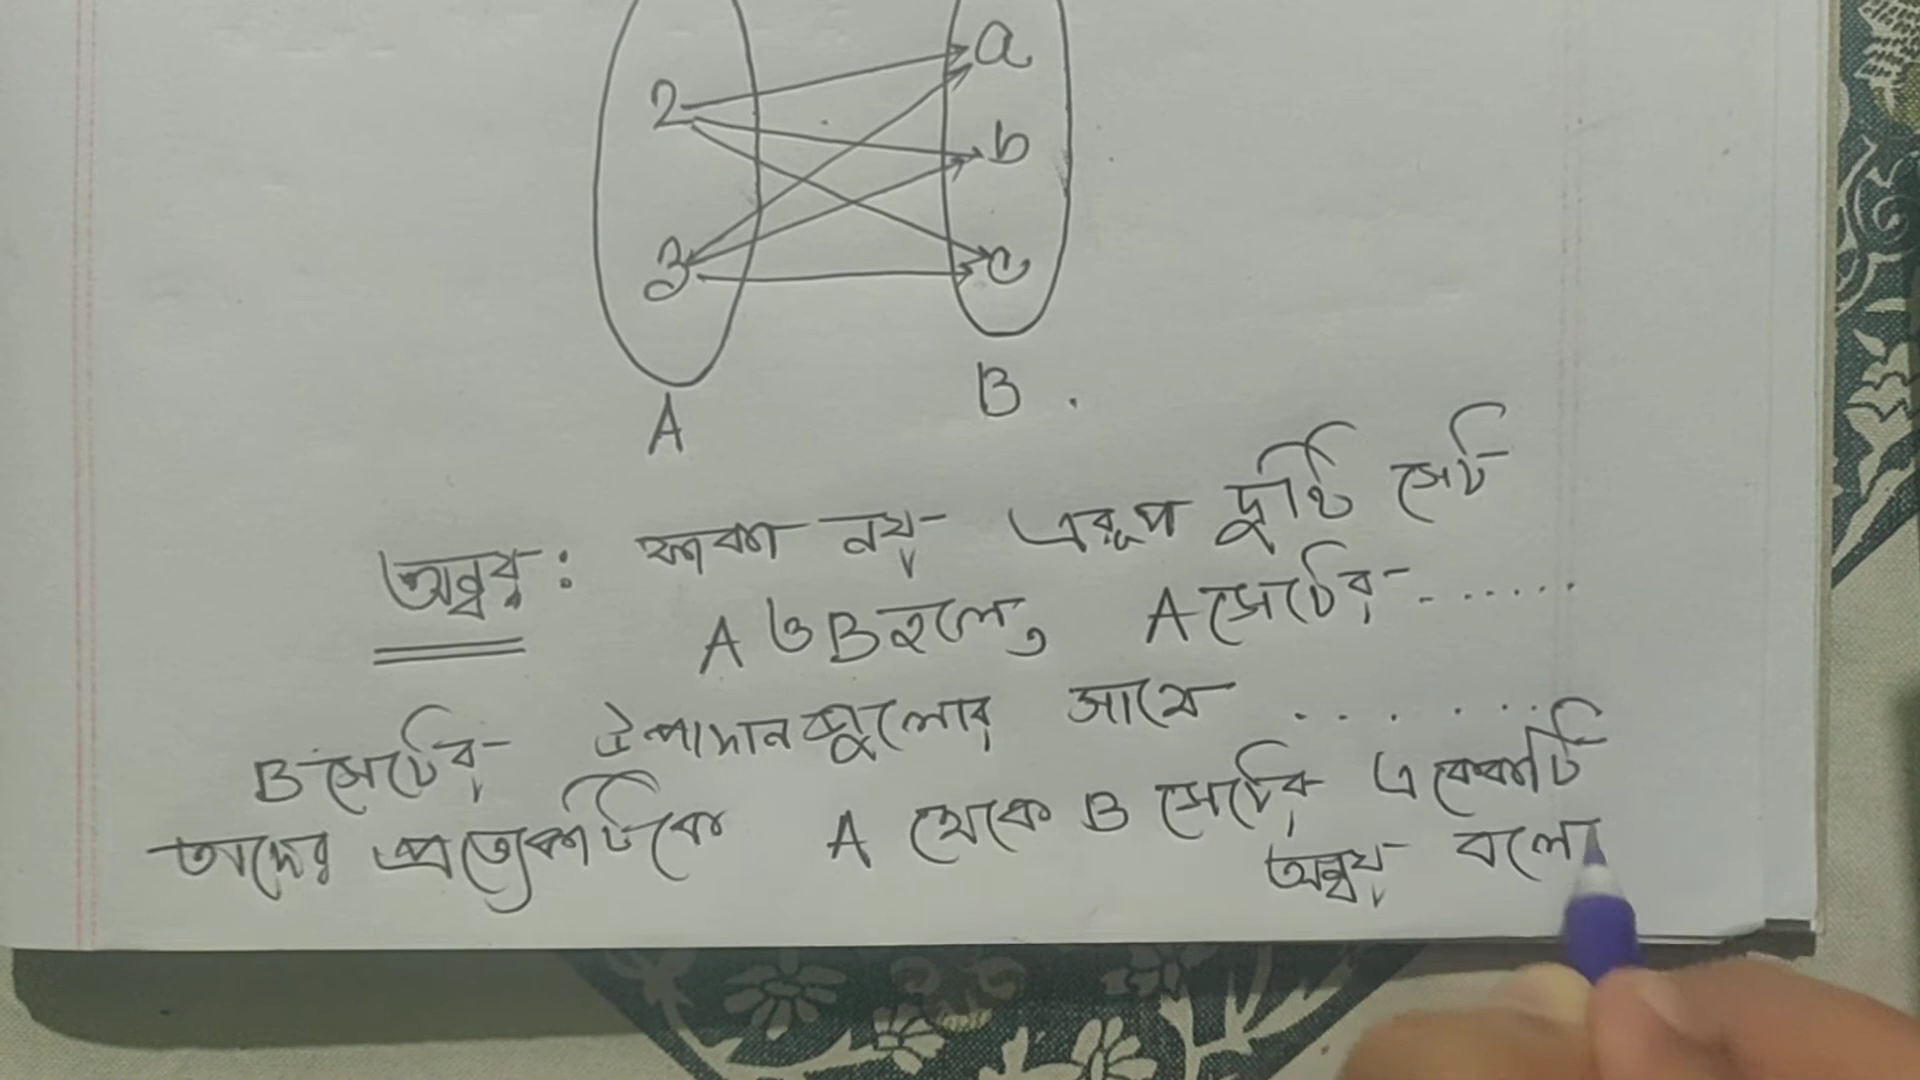 a
2
b
3
c
B .
A
অন্বয় : ফাকা নয় এরূপ দুটি সেট
A ও B হলে, A সেটের ......
B সেটের উপাদানগুলোর সাথে .......
তাদের প্রত্যেকটিকে A থেকে B সেটের একেকটি
অন্বয় বলে